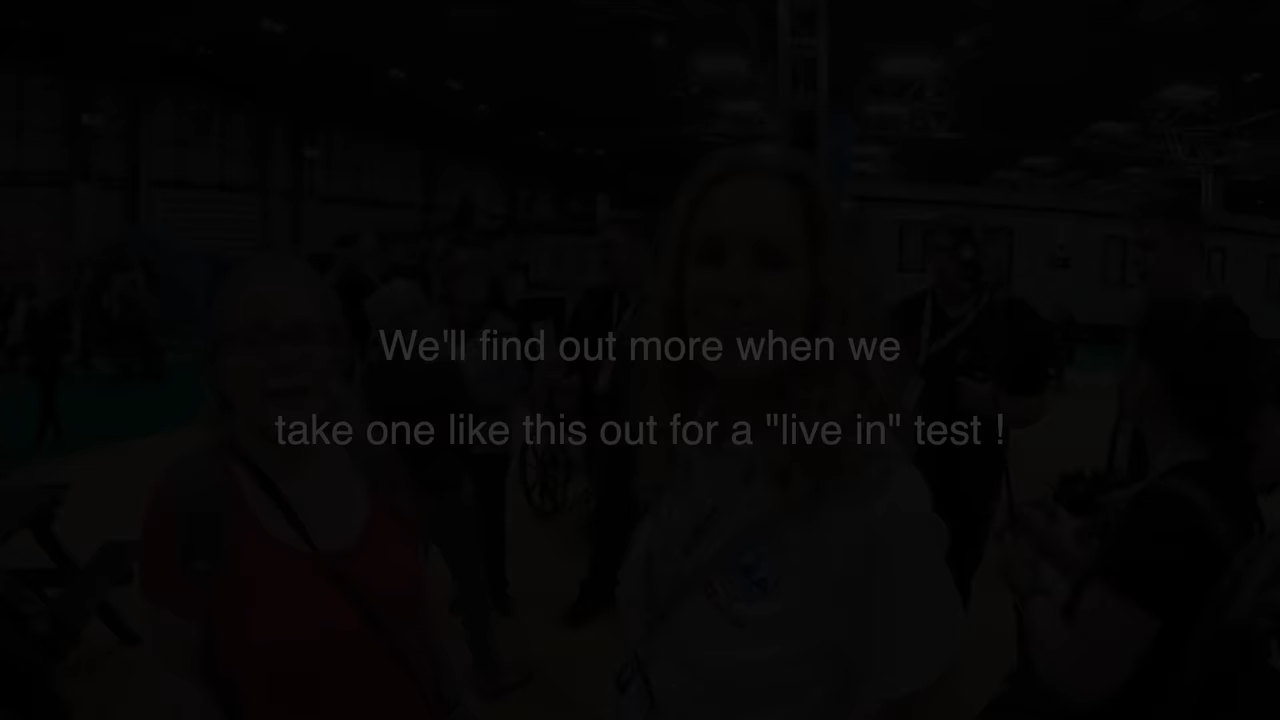 We'll find out more when we
take one like this out for a "live in" test !